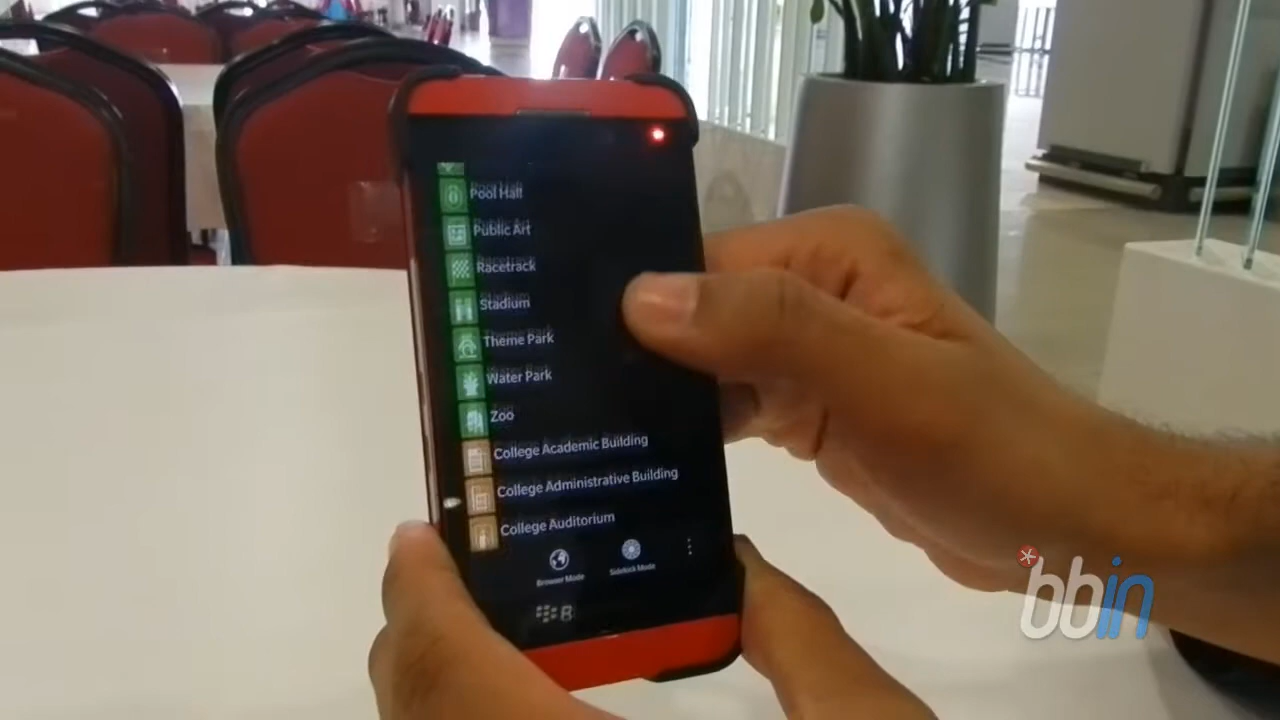 Pool Hall
Public Art
Racetrack
Stadium
Theme Park
Water Park
Zoo
College Academic Building
College Administrative Building
College Auditorium
Browser Mode
Sidelock Mode
bbin